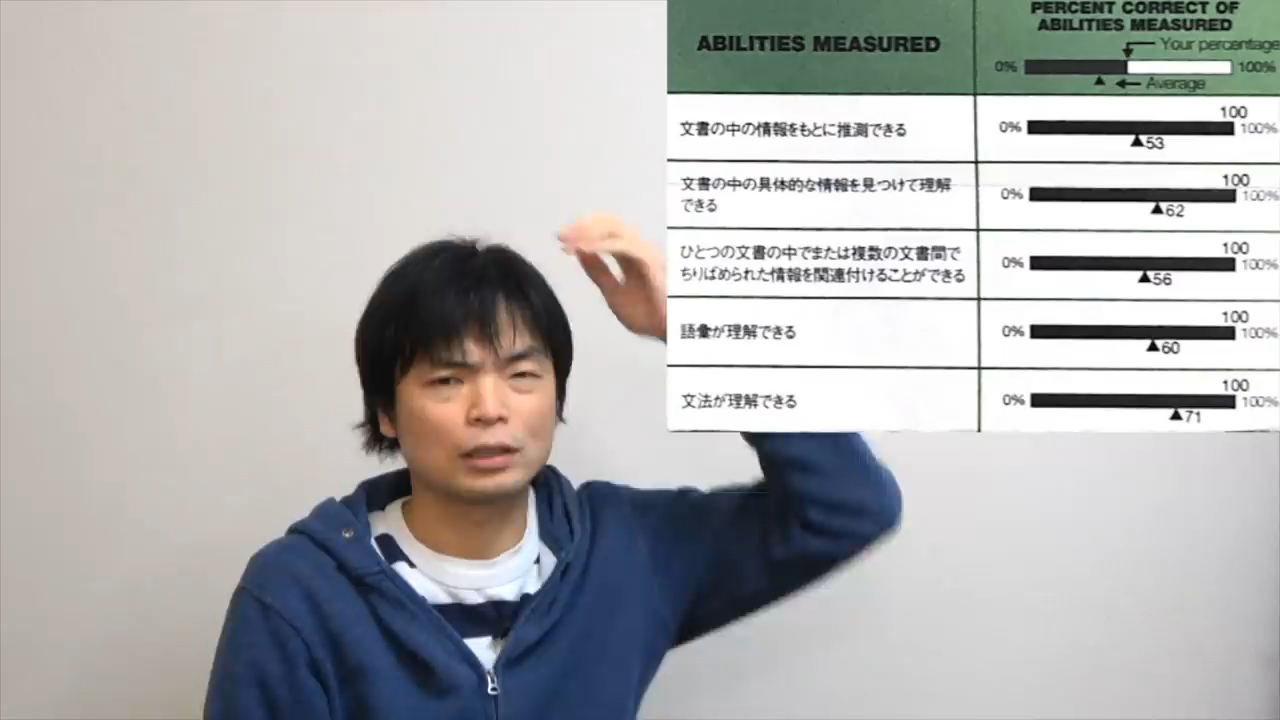 ABILITIES MEASURED
PERCENT CORRECT OF
ABILITIES MEASURED
Your percentage
0% 100%
Average
文書の中の情報をもとに推測できる
100
0% 100%
53
文書の中の具体的な情報を見つけて理解
できる
100
0% 100%
62
ひとつの文書の中でまたは複数の文書間で
ちりばめられた情報を関連付けることができる
100
0% 100%
56
語彙が理解できる
100
0% 100%
60
文法が理解できる
100
0% 100%
71